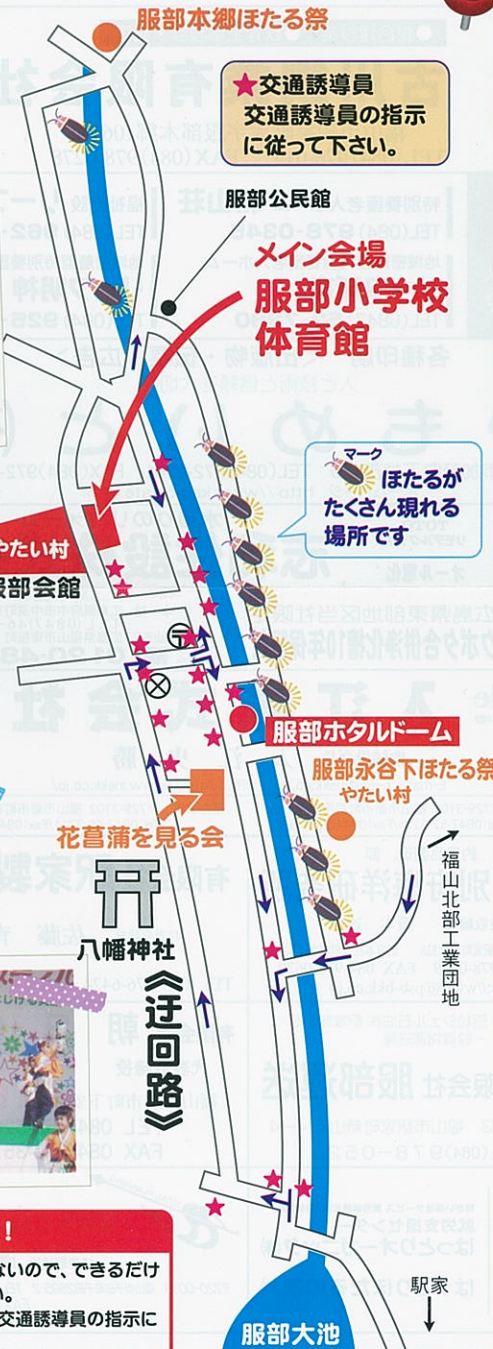 服部本郷ほたる祭
★交通誘導員
交通誘導員の指示
に従って下さい。
服部公民館
メイン会場
服部小学校
体育館
マーク
ほたるが
たくさん現れる
場所です
やたい村
服部会館
〒
服部ホタルドーム
服部永谷下ほたる祭
やたい村
花菖蒲を見る会
福山北部工業団地
八幡神社
《迂回路》
！
ないので、できるだけ
い。
交通誘導員の指示に
駅家
服部大池